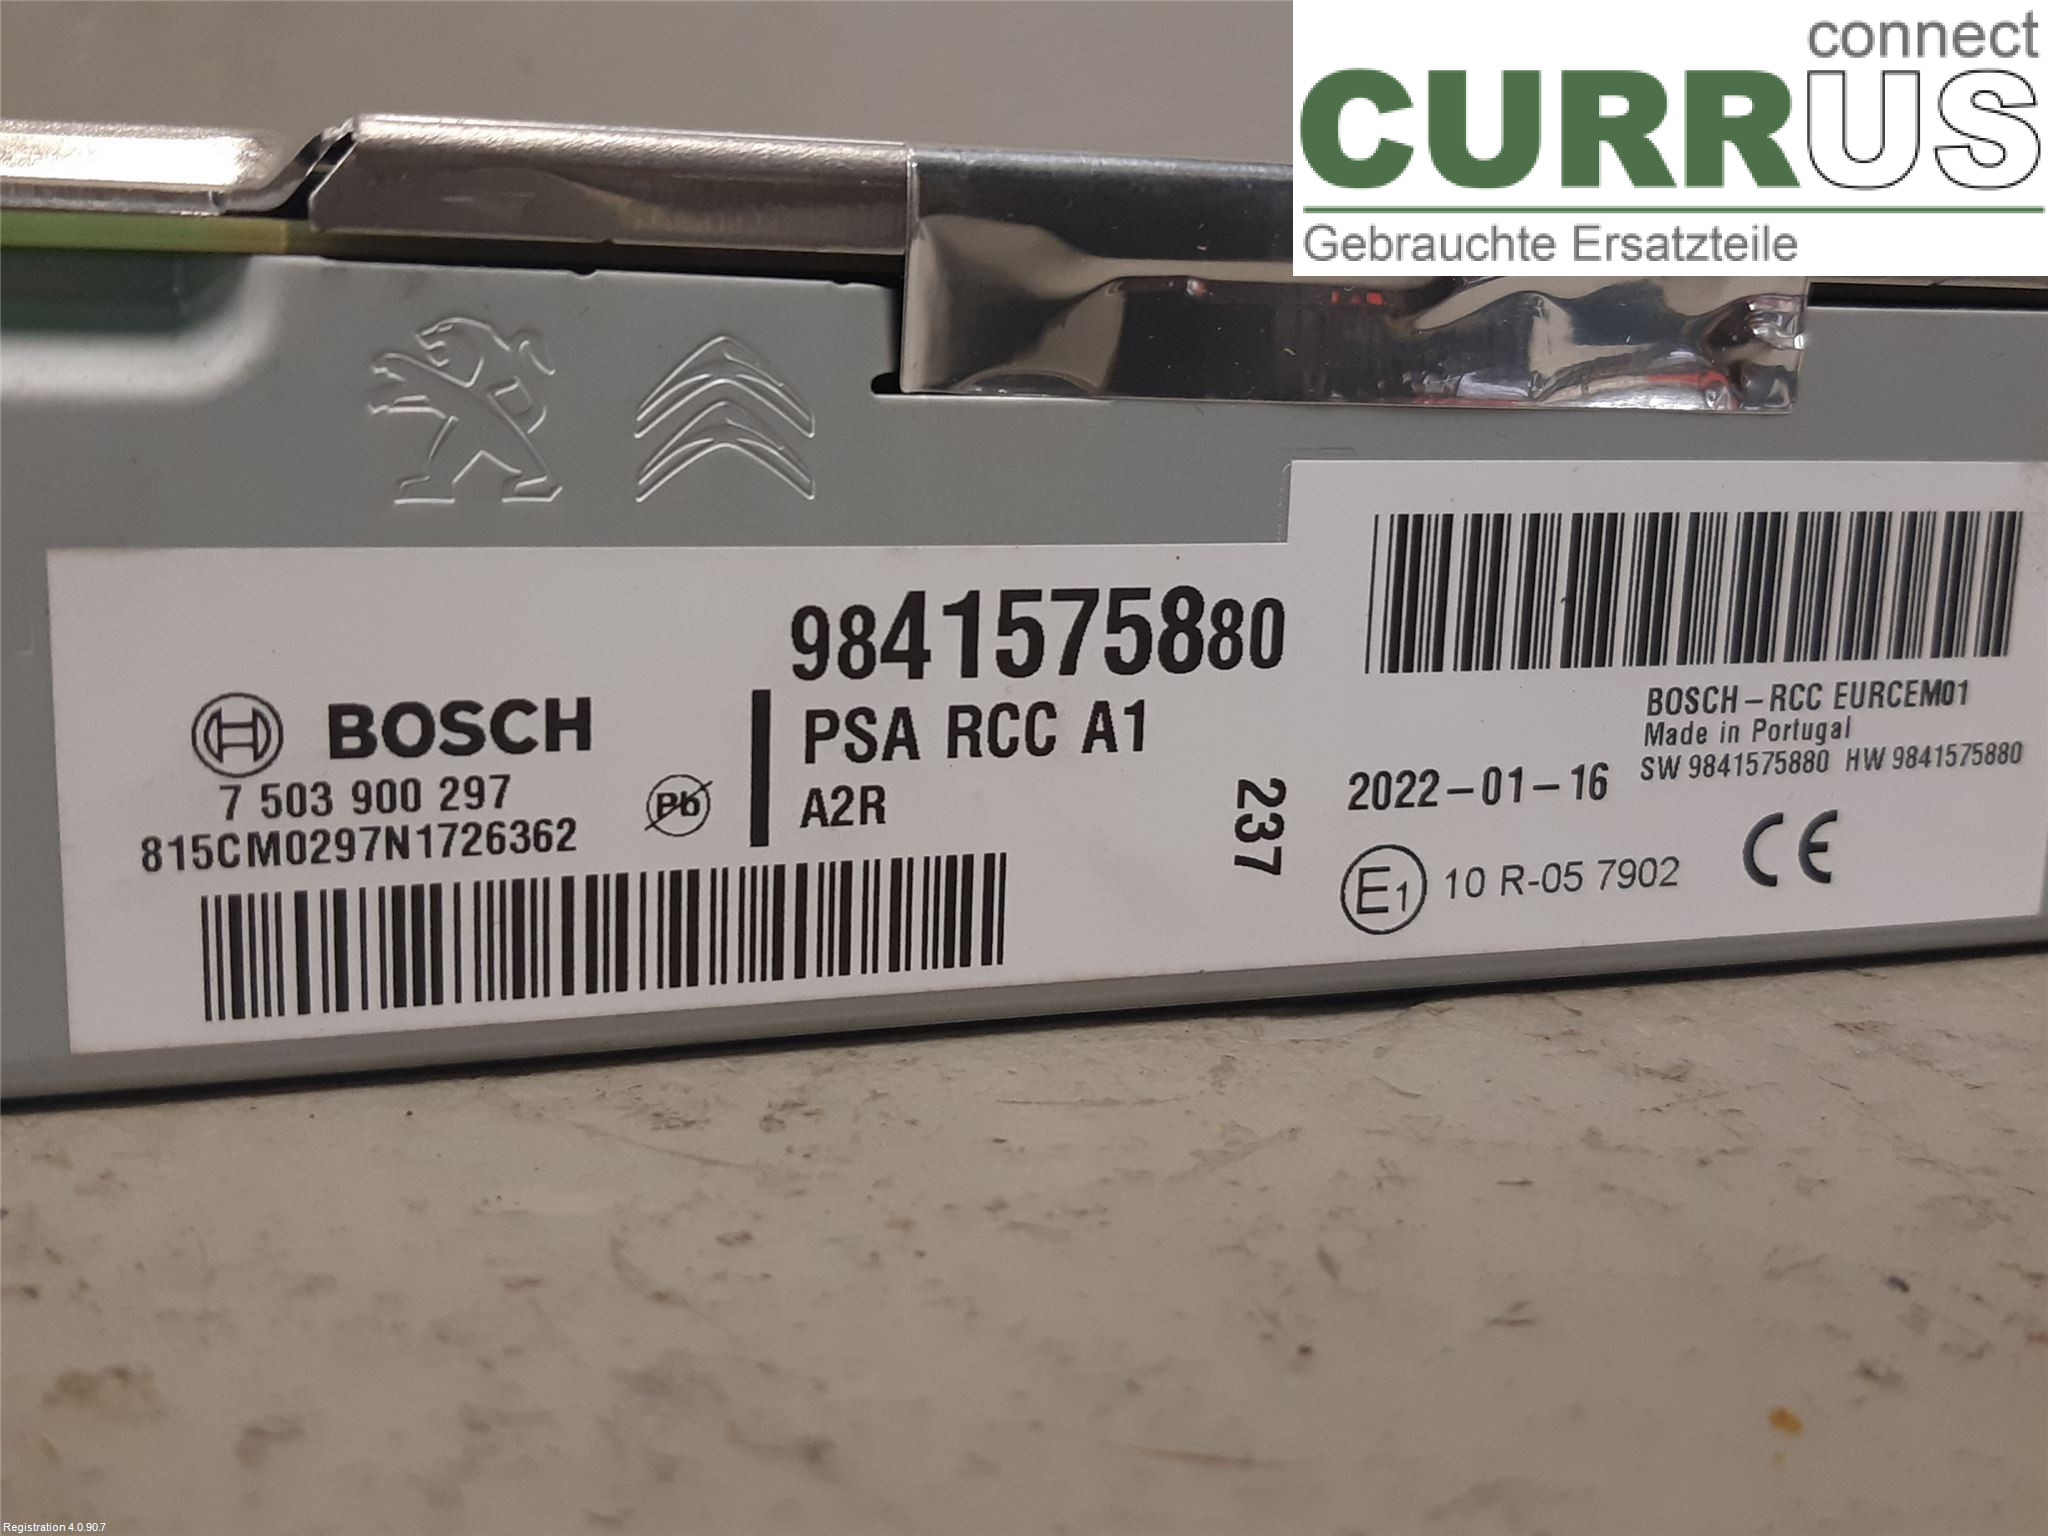 connect
CURRUS
Gebrauchte Ersatzteile
9841575880
BOSCH
7 503 900 297
815CM0297N1726362
Pb
PSA RCC A1
A2R
237
BOSCH-RCC EURCEM01
Made in Portugal
SW 9841575880 HW 9841575880
2022-01-16
E1 10 R-05 7902
CE
Registration 4.0.90.7